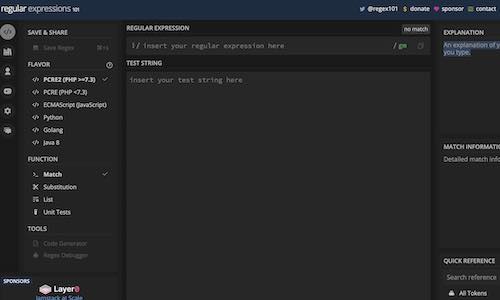 regular expressions 101
@regex101 $ donate sponsor contact
SAVE & SHARE
Save Regex ⌘+s
FLAVOR
</> PCRE2 (PHP >=7.3)
</> PCRE (PHP <7.3)
</> ECMAScript (JavaScript)
</> Python
</> Golang
</> Java 8
FUNCTION
>_ Match
Substitution
List
Unit Tests
TOOLS
Code Generator
Regex Debugger
SPONSORS
Layer0
Jamstack at Scale
REGULAR EXPRESSION
no match
/ insert your regular expression here / gm
TEST STRING
insert your test string here
EXPLANATION
An explanation of y
you type.
MATCH INFORMATIO
Detailed match info
QUICK REFERENCE
Search reference
All Tokens